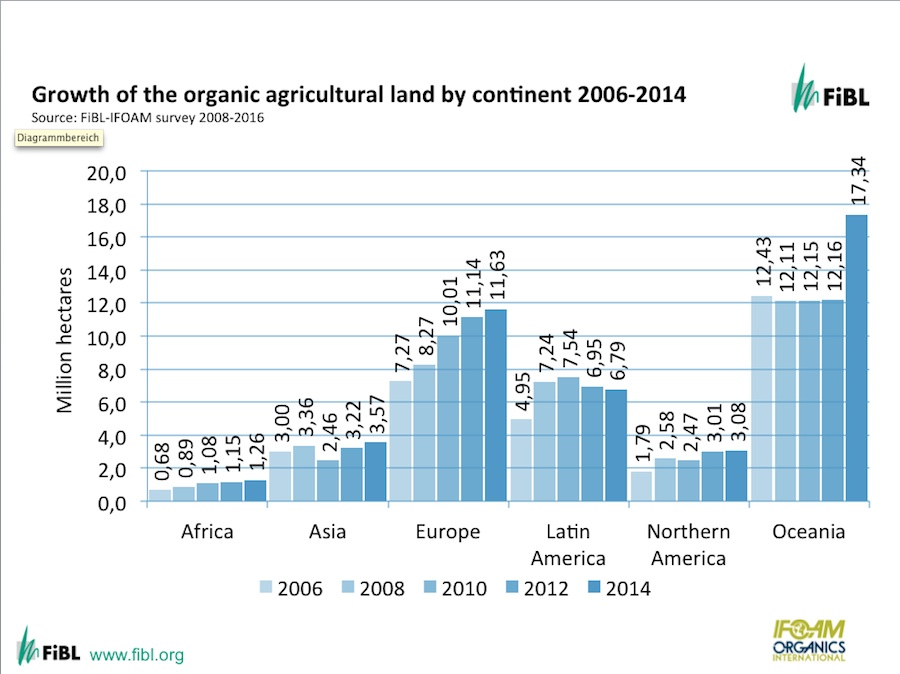 Growth of the organic agricultural land by continent 2006-2014
Source: FiBL-IFOAM survey 2008-2016
FiBL
Diagrammbereich
Million hectares
20,0
18,0
16,0
14,0
12,0
10,0
8,0
6,0
4,0
2,0
0,0
0,68
0,89
1,08
1,15
1,26
3,00
3,36
2,46
3,22
3,57
7,27
8,27
10,01
11,14
11,63
4,95
7,24
7,54
6,95
6,79
1,79
2,58
2,47
3,01
3,08
12,43
12,11
12,15
12,16
17,34
Africa
Asia
Europe
Latin
America
Northern
America
Oceania
2006 2008 2010 2012 2014
FiBL www.fibl.org
IFOAM
ORGANICS
INTERNATIONAL